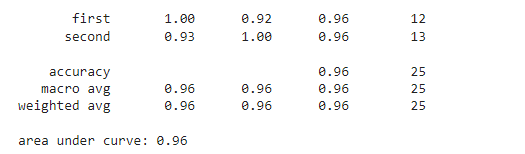 first 1.00 0.92 0.96 12
second 0.93 1.00 0.96 13
accuracy 0.96 25
macro avg 0.96 0.96 0.96 25
weighted avg 0.96 0.96 0.96 25
area under curve: 0.96